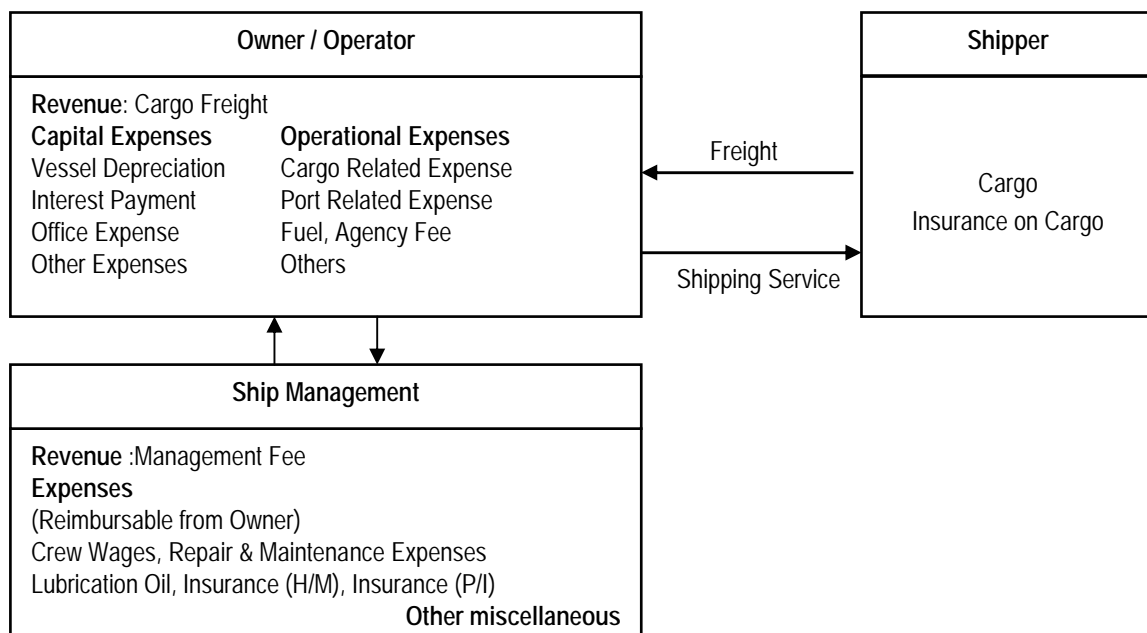 Owner / Operator
Revenue: Cargo Freight
Capital Expenses Operational Expenses
Vessel Depreciation Cargo Related Expense
Interest Payment Port Related Expense
Office Expense Fuel, Agency Fee
Other Expenses Others
Freight
Shipping Service
Shipper
Cargo
Insurance on Cargo
Ship Management
Revenue :Management Fee
Expenses
(Reimbursable from Owner)
Crew Wages, Repair & Maintenance Expenses
Lubrication Oil, Insurance (H/M), Insurance (P/I)
Other miscellaneous